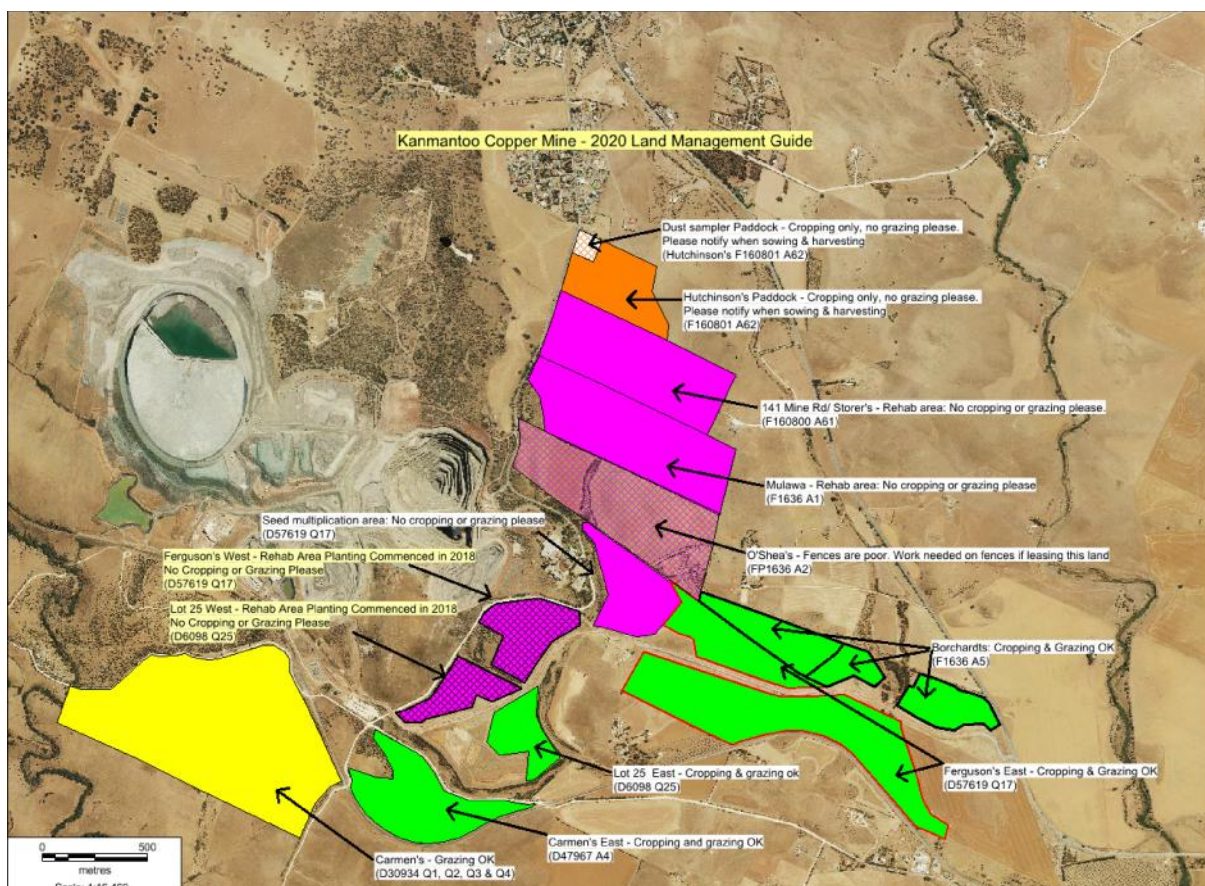 Kanmantoo Copper Mine - 2020 Land Management Guide
Dust sampler Paddock - Cropping only, no grazing please.
Please notify when sowing & harvesting
(Hutchinson's F160801 A62)
Hutchinson's Paddock - Cropping only, no grazing please.
Please notify when sowing & harvesting
(F160801 A62)
141 Mine Rd/ Storer's - Rehab area: No cropping or grazing please.
(F160800 A61)
Mulawa - Rehab area: No cropping or grazing please
(F1636 A1)
Seed multiplication area: No cropping or grazing please
(D57619 Q17)
O'Shea's - Fences are poor. Work needed on fences if leasing this land
(FP1636 A2)
Ferguson's West - Rehab Area Planting Commenced in 2018
No Cropping or Grazing Please
(D57619 Q17)
Lot 25 West - Rehab Area Planting Commenced in 2018
No Cropping or Grazing Please
(D6098 Q25)
Borchardts: Cropping & Grazing OK
(F1636 A5)
Lot 25 East - Cropping & grazing ok
(D6098 Q25)
Ferguson's East - Cropping & Grazing OK
(D57619 Q17)
Carmen's East - Cropping and grazing OK
(D47967 A4)
Carmen's - Grazing OK
(D30934 Q1, Q2, Q3 & Q4)
0 500
metres